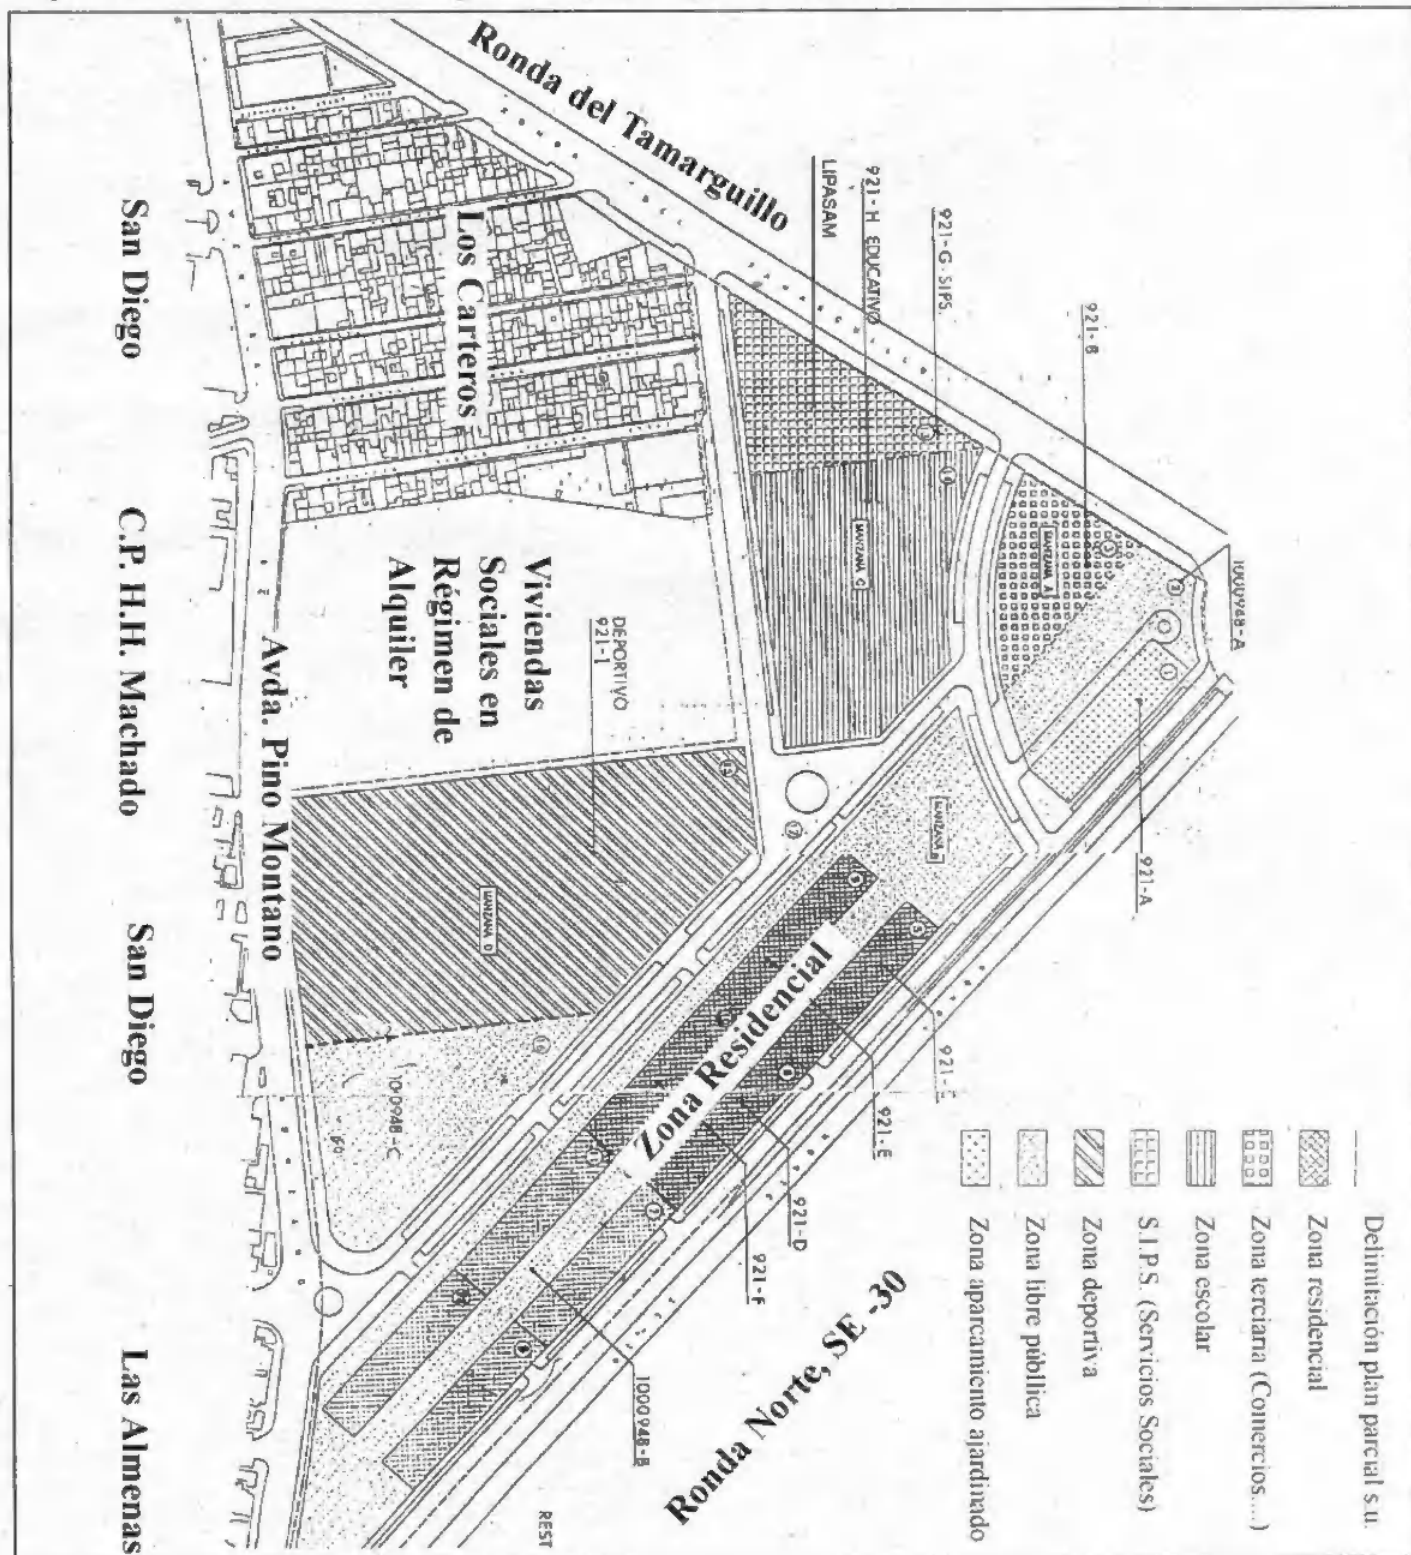 Ronda del Tamarguillo
LIPASAM
921-H EDUCATIVO
921-G-SIPS.
921-B
1000948-A
921-A
Los Carteros
San Diego
C.P. H.H. Machado
San Diego
Las Almenas
Avda. Pino Montano
Viviendas
Sociales en
Régimen de
Alquiler
DEPORTIVO
921-1
MANZANA C
MANZANA A
MANZANA B
MANZANA D
Zona Residencial
921-E
921-D
921-F
1000948-B
1000948-C
Ronda Norte, SE -30
REST
Delimitación plan parcial s.u.
Zona residencial
Zona terciaria (Comercios....)
Zona escolar
S.I.P.S. (Servicios Sociales)
Zona deportiva
Zona libre pública
Zona aparcamiento ajardinado